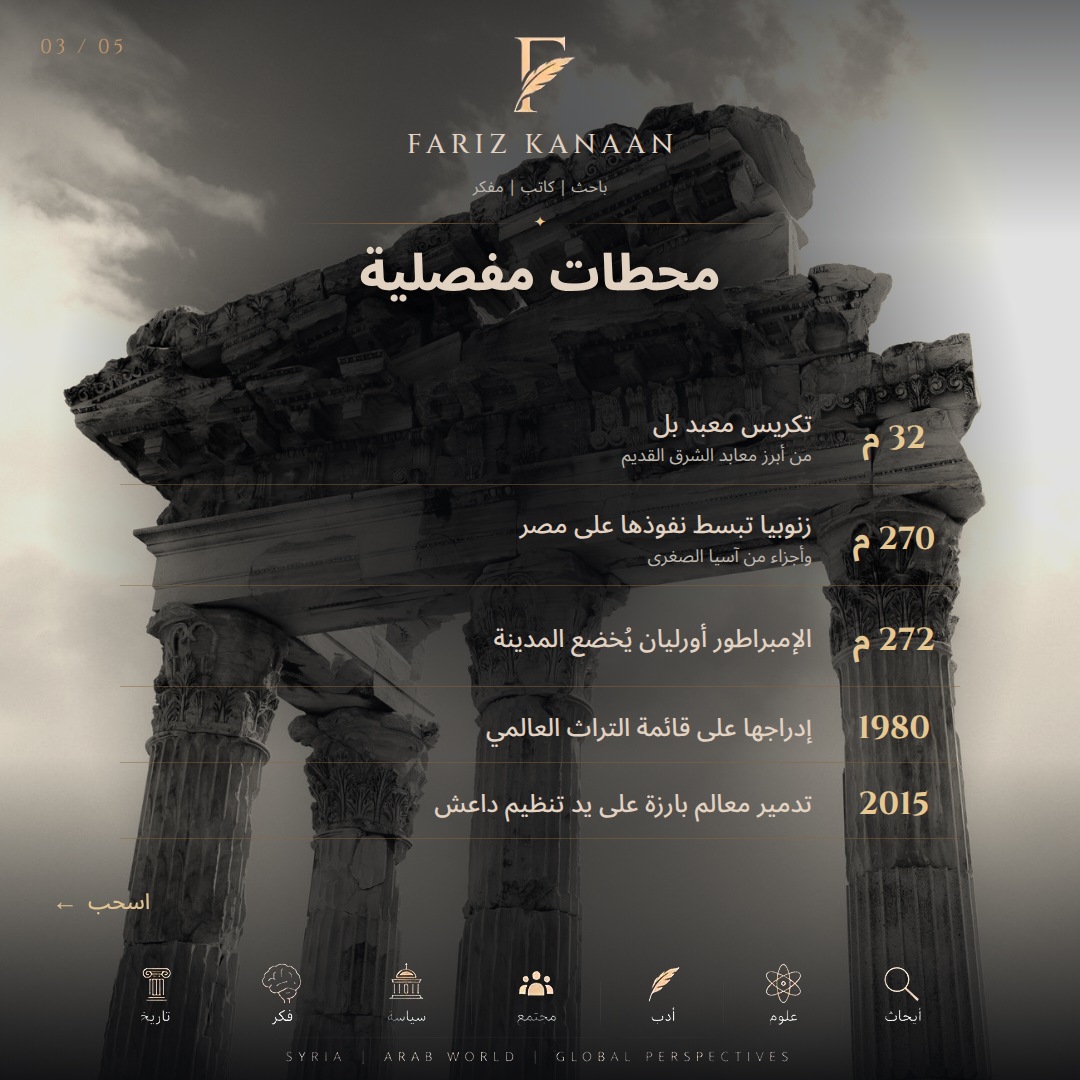 03 / 05
F
FARIZ KANAAN
باحث | كاتب | مفكر
محطات مفصلية
32 م
تكريس معبد بل
من أبرز معابد الشرق القديم
270 م
زنوبيا تبسط نفوذها على مصر
وأجزاء من آسيا الصغرى
272 م
الإمبراطور أورليان يُخضع المدينة
1980
إدراجها على قائمة التراث العالمي
2015
تدمير معالم بارزة على يد تنظيم داعش
اسحب ←
أبحاث
علوم
أدب
مجتمع
سياسة
فكر
تاريخ
SYRIA | ARAB WORLD | GLOBAL PERSPECTIVES